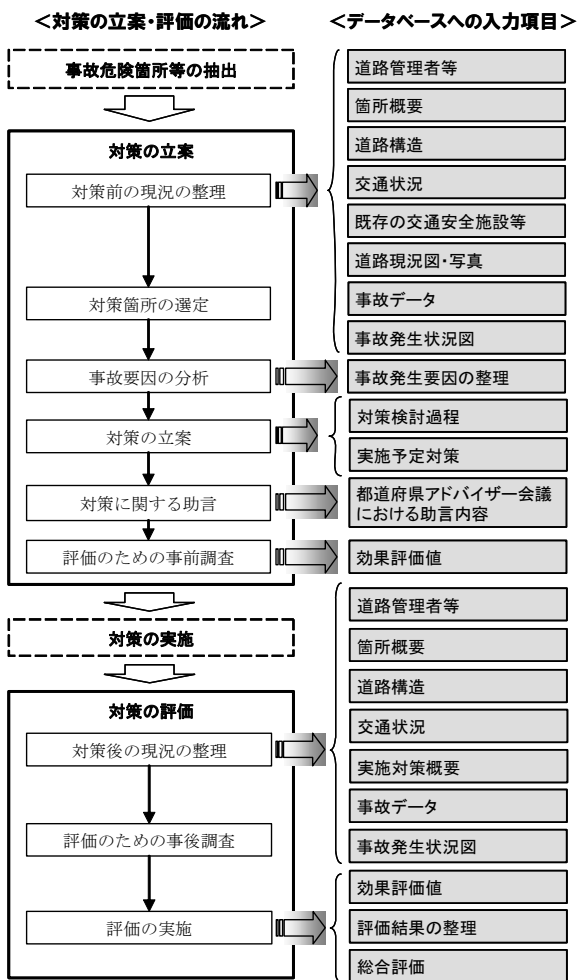 ＜対策の立案・評価の流れ＞
＜データベースへの入力項目＞
事故危険箇所等の抽出
対策の立案
対策前の現況の整理
対策箇所の選定
事故要因の分析
対策の立案
対策に関する助言
評価のための事前調査
対策の実施
対策の評価
対策後の現況の整理
評価のための事後調査
評価の実施
道路管理者等
箇所概要
道路構造
交通状況
既存の交通安全施設等
道路現況図・写真
事故データ
事故発生状況図
事故発生要因の整理
対策検討過程
実施予定対策
都道府県アドバイザー会議
における助言内容
効果評価値
道路管理者等
箇所概要
道路構造
交通状況
実施対策概要
事故データ
事故発生状況図
効果評価値
評価結果の整理
総合評価